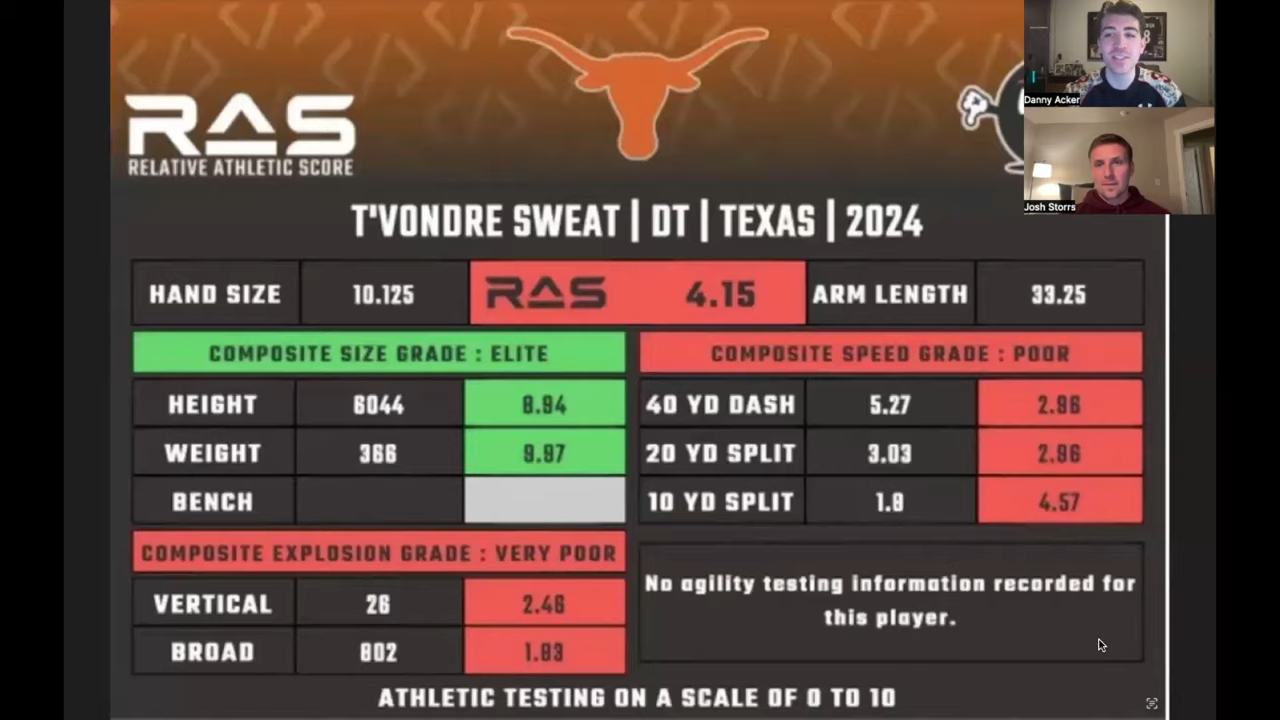 Danny Acker
Josh Storrs
RAS
RELATIVE ATHLETIC SCORE
T'VONDRE SWEAT | DT | TEXAS | 2024
HAND SIZE 10.125 RAS 4.15 ARM LENGTH 33.25
COMPOSITE SIZE GRADE : ELITE COMPOSITE SPEED GRADE : POOR
HEIGHT 6044 8.94 40 YD DASH 5.27 2.96
WEIGHT 366 9.97 20 YD SPLIT 3.03 2.96
BENCH 10 YD SPLIT 1.8 4.57
COMPOSITE EXPLOSION GRADE : VERY POOR
VERTICAL 26 2.46
BROAD 802 1.83
No agility testing information recorded for
this player.
ATHLETIC TESTING ON A SCALE OF 0 TO 10